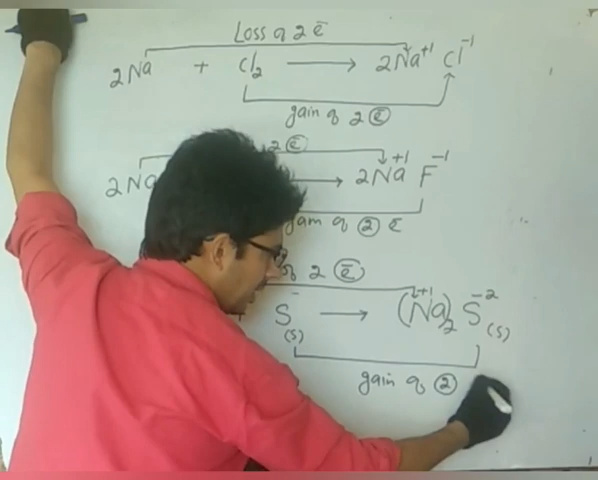 Loss of 2 e̅
2Na + Cl₂ ⟶ 2Na⁺¹ Cl⁻¹
gain of 2 e̅
2 e̅
2Na ⟶ 2Na⁺¹ F⁻¹
gain of 2 e̅
of 2 e̅
S(s) ⟶ (Na⁺¹)₂ S⁻²(s)
gain of 2